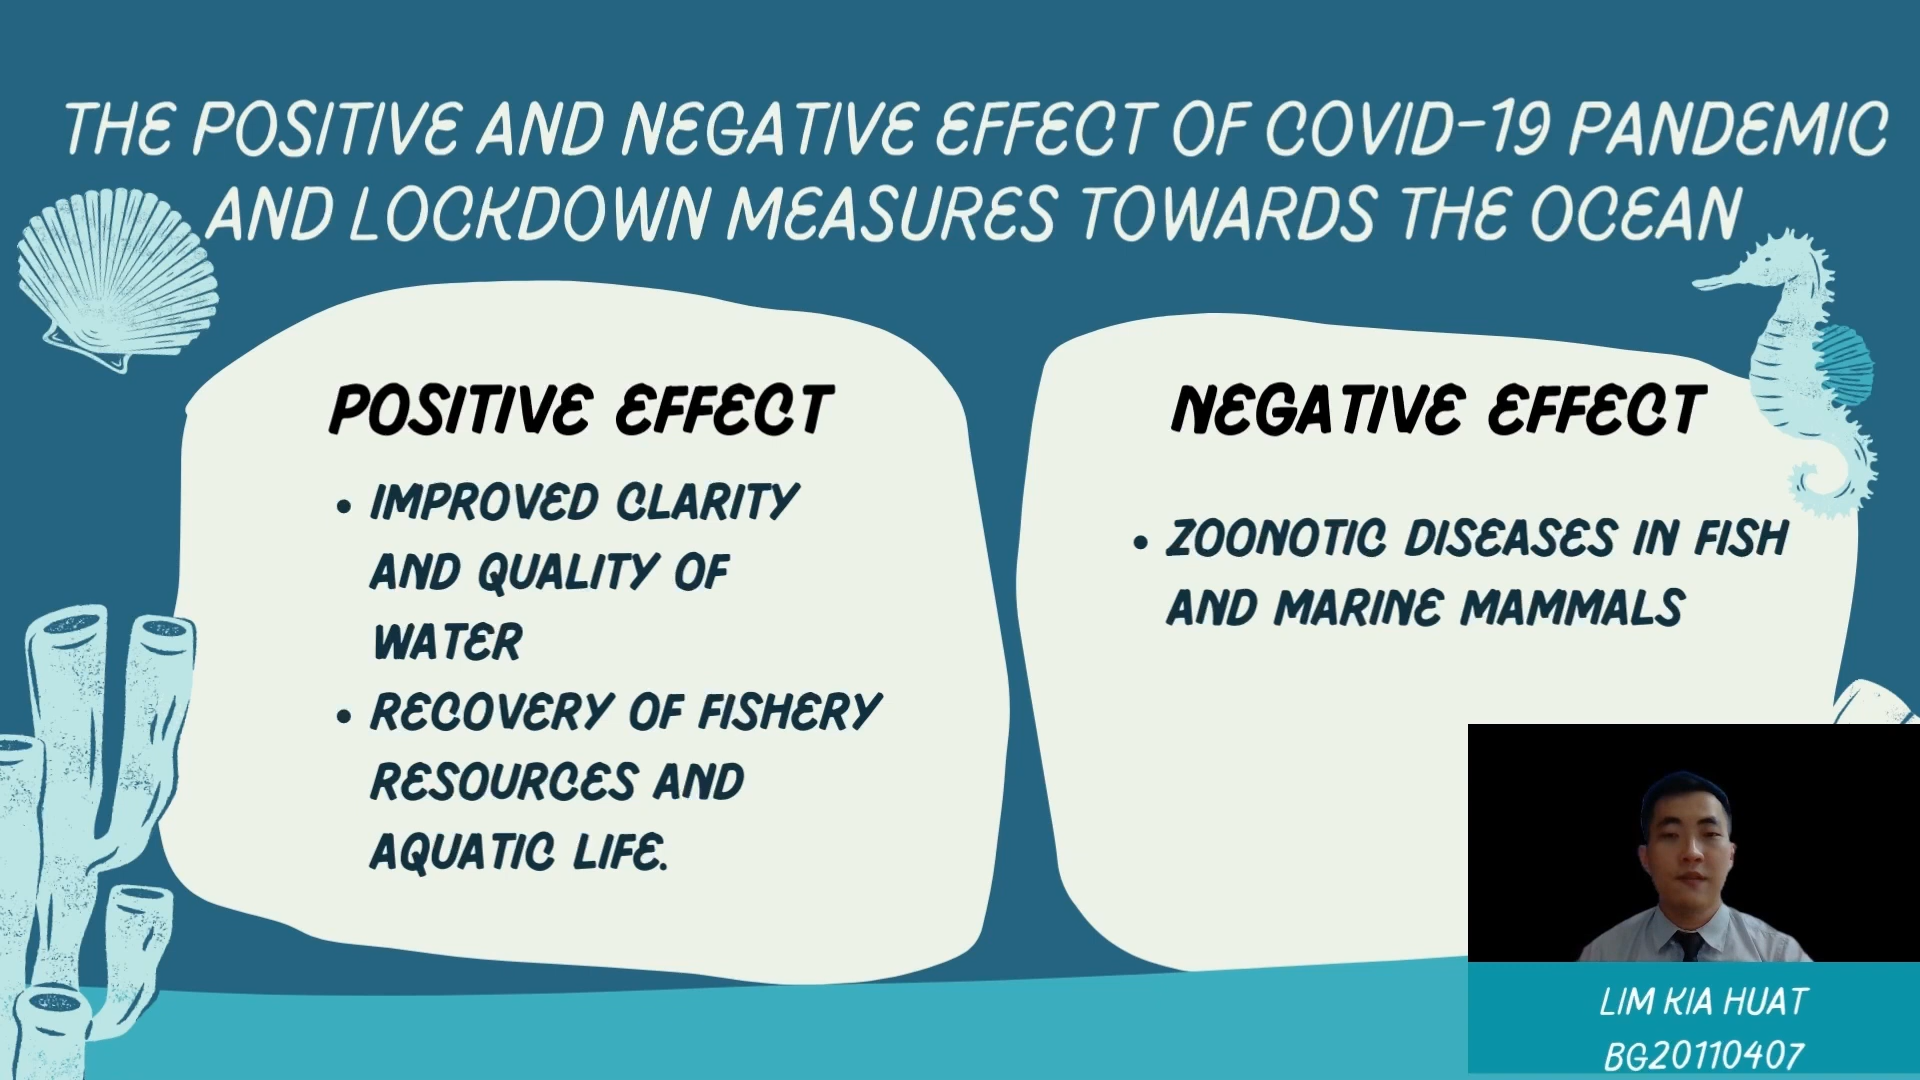 THE POSITIVE AND NEGATIVE EFFECT OF COVID-19 PANDEMIC
AND LOCKDOWN MEASURES TOWARDS THE OCEAN
POSITIVE EFFECT
• IMPROVED CLARITY
AND QUALITY OF
WATER
• RECOVERY OF FISHERY
RESOURCES AND
AQUATIC LIFE.
NEGATIVE EFFECT
• ZOONOTIC DISEASES IN FISH
AND MARINE MAMMALS
LIM KIA HUAT
BG20110407